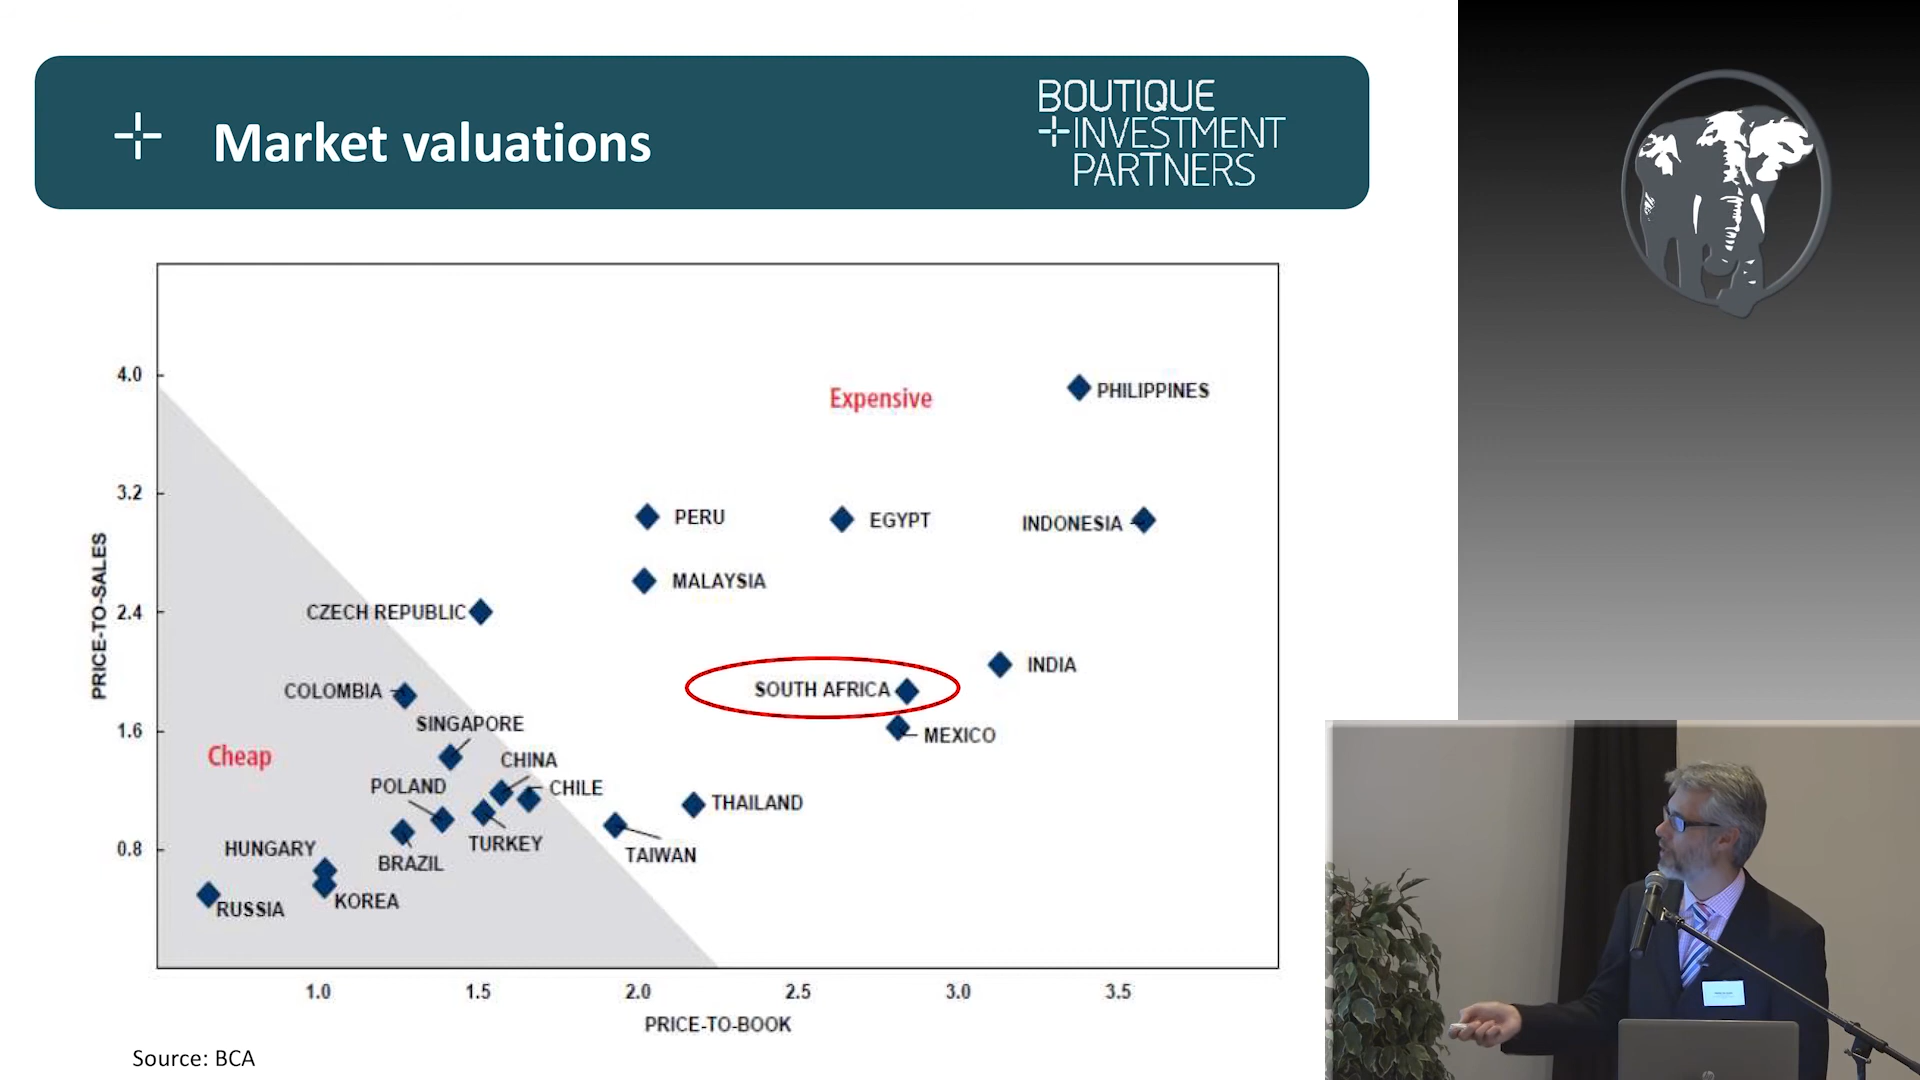 Market valuations
BOUTIQUE
INVESTMENT
PARTNERS
4.0
3.2
2.4
1.6
0.8
PRICE-TO-SALES
Expensive
PHILIPPINES
PERU
EGYPT
INDONESIA
MALAYSIA
CZECH REPUBLIC
INDIA
SOUTH AFRICA
COLOMBIA
SINGAPORE
MEXICO
Cheap
CHINA
POLAND
CHILE
THAILAND
TURKEY
HUNGARY
TAIWAN
BRAZIL
KOREA
RUSSIA
1.0 1.5 2.0 2.5 3.0 3.5
PRICE-TO-BOOK
Source: BCA